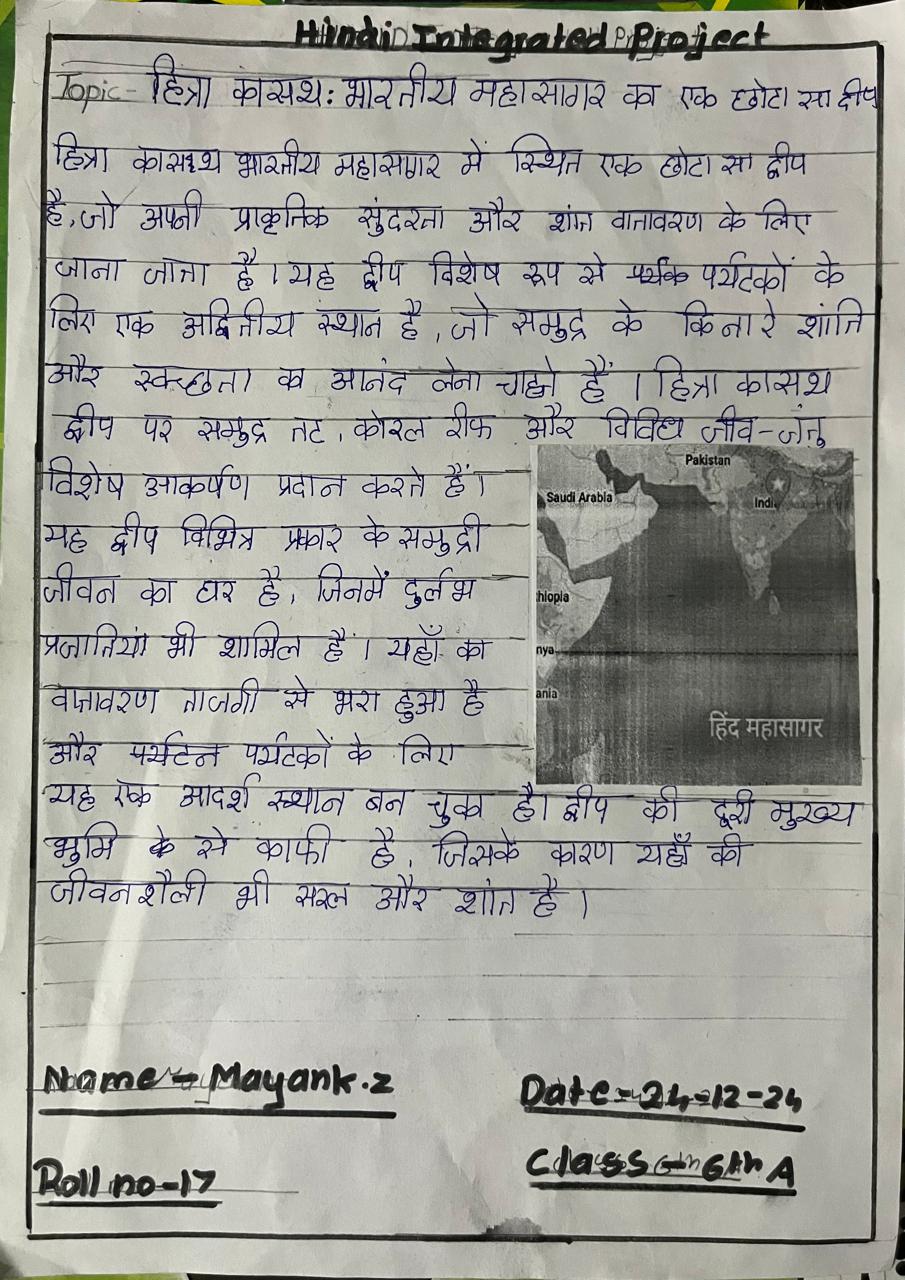 Hindi Integrated Project
Topic - हित्रा कासथ: भारतीय महासागर का एक छोटा सा द्वीप
हित्रा कासथ भारतीय महासागर में स्थित एक छोटा सा द्वीप
है, जो अपनी प्राकृतिक सुंदरता और शांत वातावरण के लिए
जाना जाता है। यह द्वीप विशेष रूप से पर्यटकों के
लिए एक अद्वितीय स्थान है, जो समुद्र के किनारे शांति
और स्वच्छता का आनंद लेना चाहते हैं । हित्रा कासथ
द्वीप पर समुद्र तट, कोरल रीफ और विविध जीव-जंतु
विशेष आकर्षण प्रदान करते हैं।
यह द्वीप विभिन्न प्रकार के समुद्री
जीवन का घर है, जिनमें दुर्लभ
प्रजातियां भी शामिल हैं । यहाँ का
वातावरण ताजगी से भरा हुआ है
और पर्यटन पर्यटकों के लिए
यह एक आदर्श स्थान बन चुका है। द्वीप की दूरी मुख्य
भूमि के से काफी है, जिसके कारण यहाँ की
जीवनशैली भी सरल और शांत है ।
Pakistan
Saudi Arabia
Indi
hiopia
nya
ania
हिंद महासागर
Name - Mayank.z
Date - 24-12-24
Roll no-17
Class - 6th A